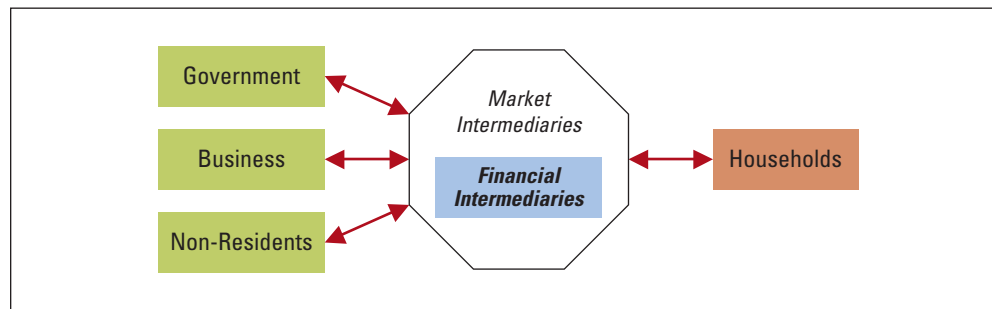 Government
Business
Non-Residents
Market
Intermediaries
Financial
Intermediaries
Households